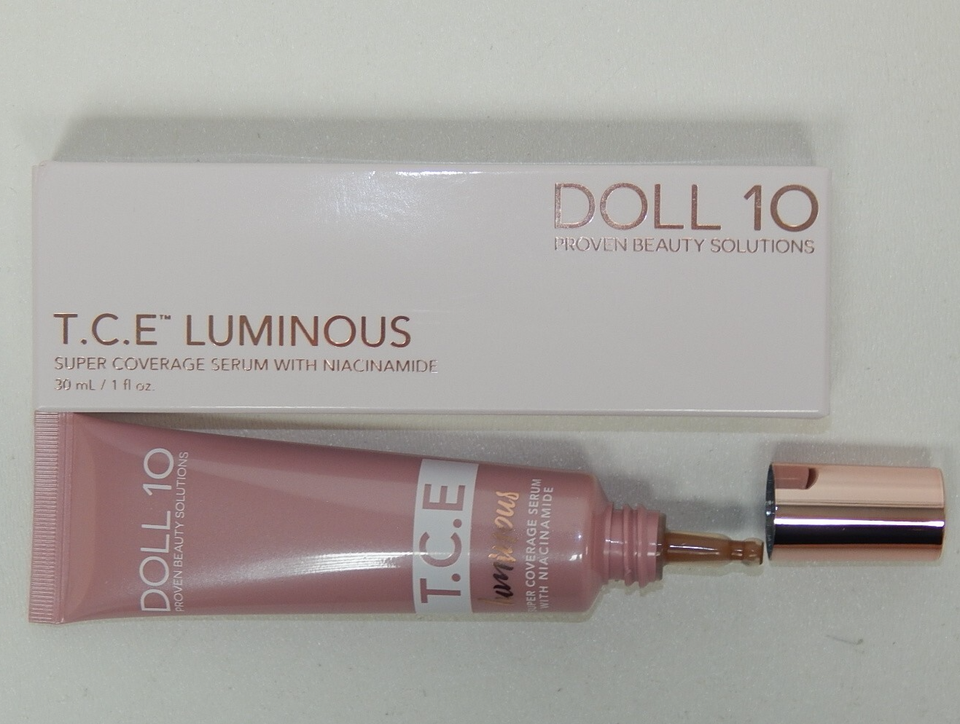 DOLL 10
PROVEN BEAUTY SOLUTIONS
T.C.E™ LUMINOUS
SUPER COVERAGE SERUM WITH NIACINAMIDE
30 mL / 1 fl oz.
DOLL 10
PROVEN BEAUTY SOLUTIONS
T.C.E
luminous
SUPER COVERAGE SERUM
WITH NIACINAMIDE